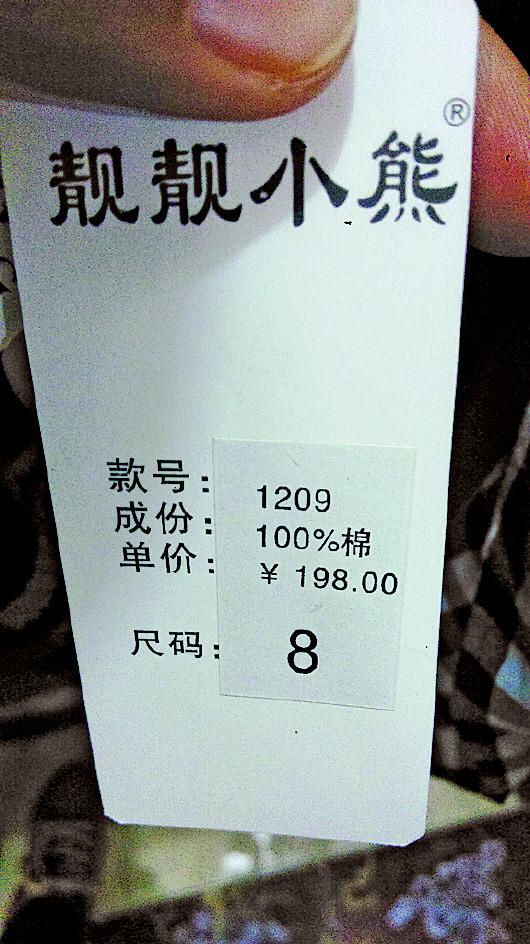 靓靓小熊®
款号：1209
成份：100%棉
单价：¥ 198.00
尺码：8